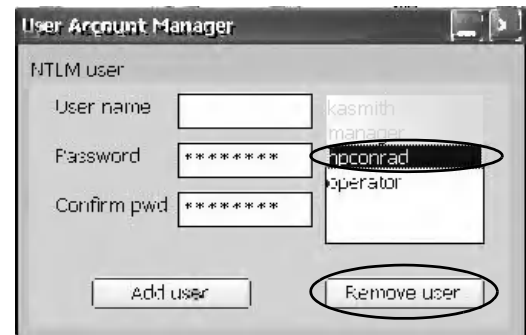 User Account Manager
NTLM user
User name
kasmith
manager
Password
********
hpconrad
operator
Confirm pwd
********
Add user
Remove user